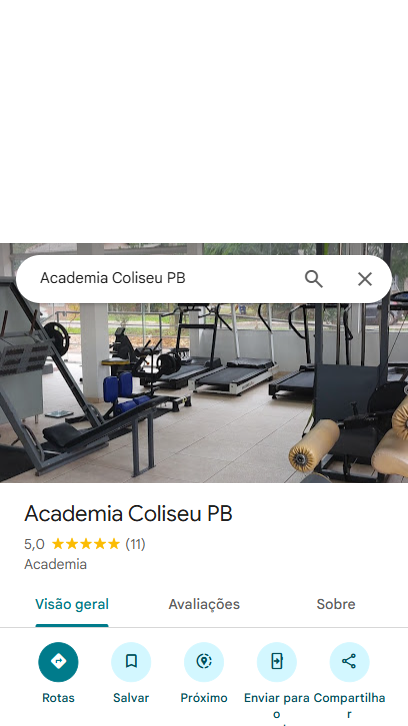 Academia Coliseu PB
Academia Coliseu PB
5,0 ★★★★★ (11)
Academia
Visão geral Avaliações Sobre
Rotas Salvar Próximo Enviar para o Compartilhar